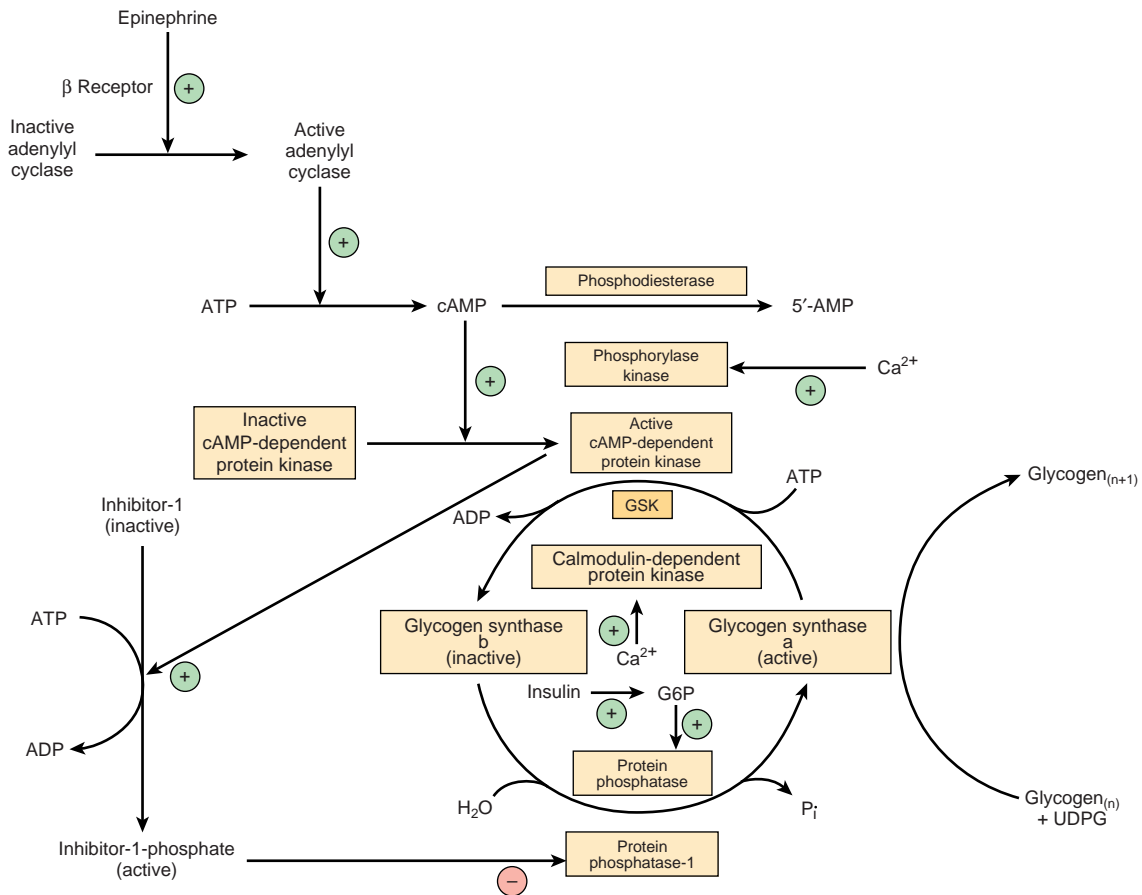 Epinephrine
β Receptor
+
Inactive
adenylyl
cyclase
Active
adenylyl
cyclase
+
ATP
cAMP
Phosphodiesterase
5′-AMP
+
Phosphorylase
kinase
Ca²⁺
+
Inactive
cAMP-dependent
protein kinase
Active
cAMP-dependent
protein kinase
Inhibitor-1
(inactive)
ADP
GSK
ATP
Glycogen(n+1)
Calmodulin-dependent
protein kinase
ATP
Glycogen synthase
b
(inactive)
+
Ca²⁺
Glycogen synthase
a
(active)
+
Insulin
+
G6P
+
ADP
Protein
phosphatase
H₂O
Pi
Glycogen(n)
+ UDPG
Inhibitor-1-phosphate
(active)
−
Protein
phosphatase-1